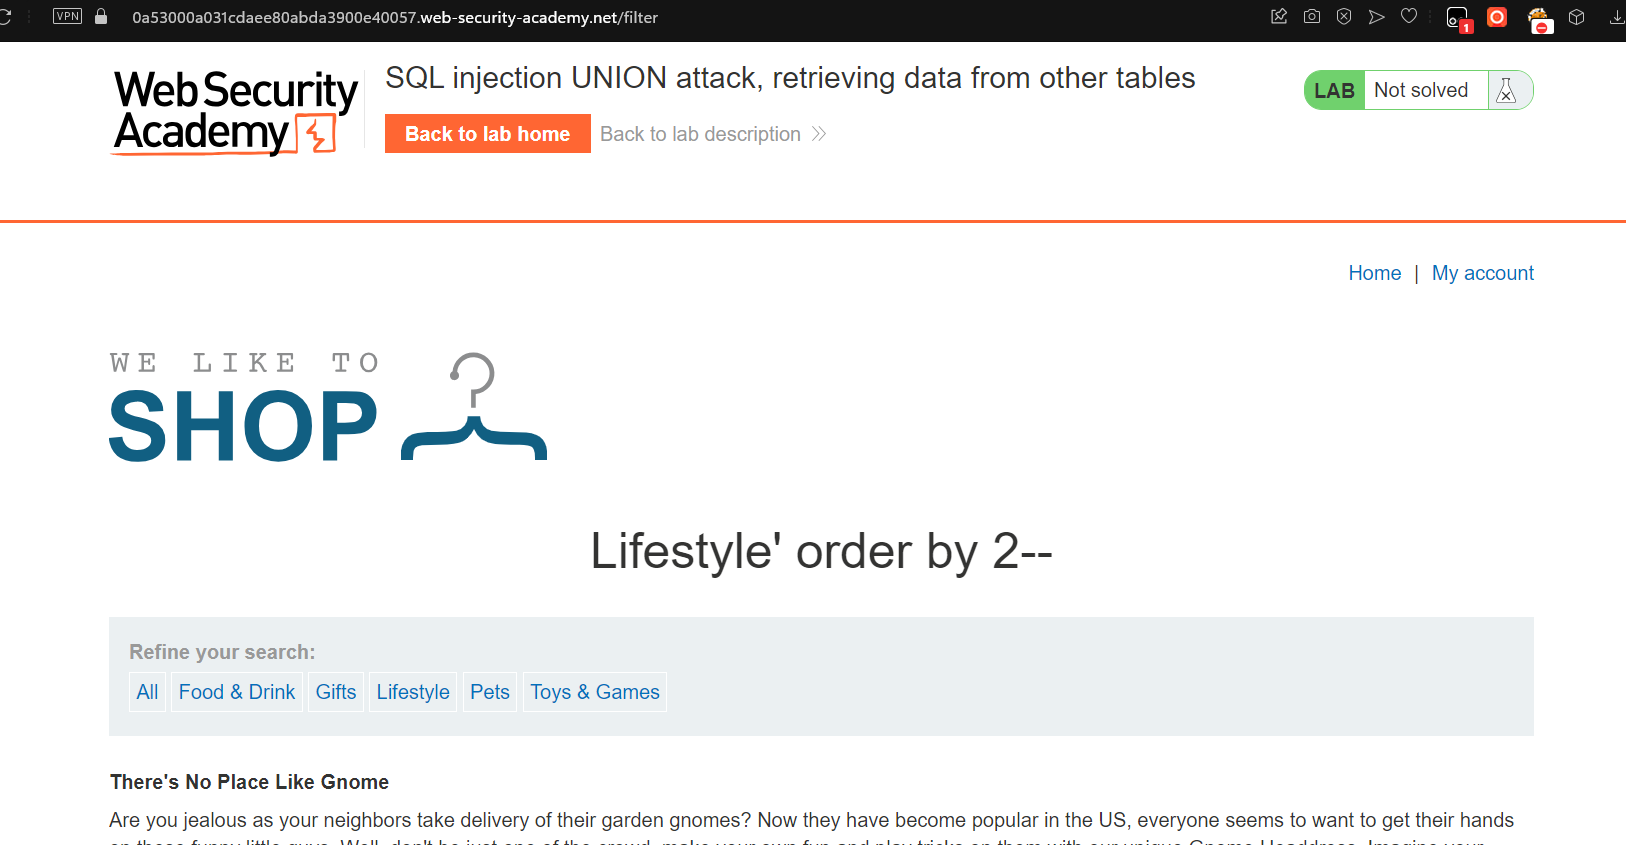 VPN
0a53000a031cdaee80abda3900e40057.web-security-academy.net/filter
1
Web Security
Academy
SQL injection UNION attack, retrieving data from other tables
LAB Not solved
Back to lab home
Back to lab description
Home | My account
WE LIKE TO
SHOP
Lifestyle' order by 2--
Refine your search:
All Food & Drink Gifts Lifestyle Pets Toys & Games
There's No Place Like Gnome
Are you jealous as your neighbors take delivery of their garden gnomes? Now they have become popular in the US, everyone seems to want to get their hands